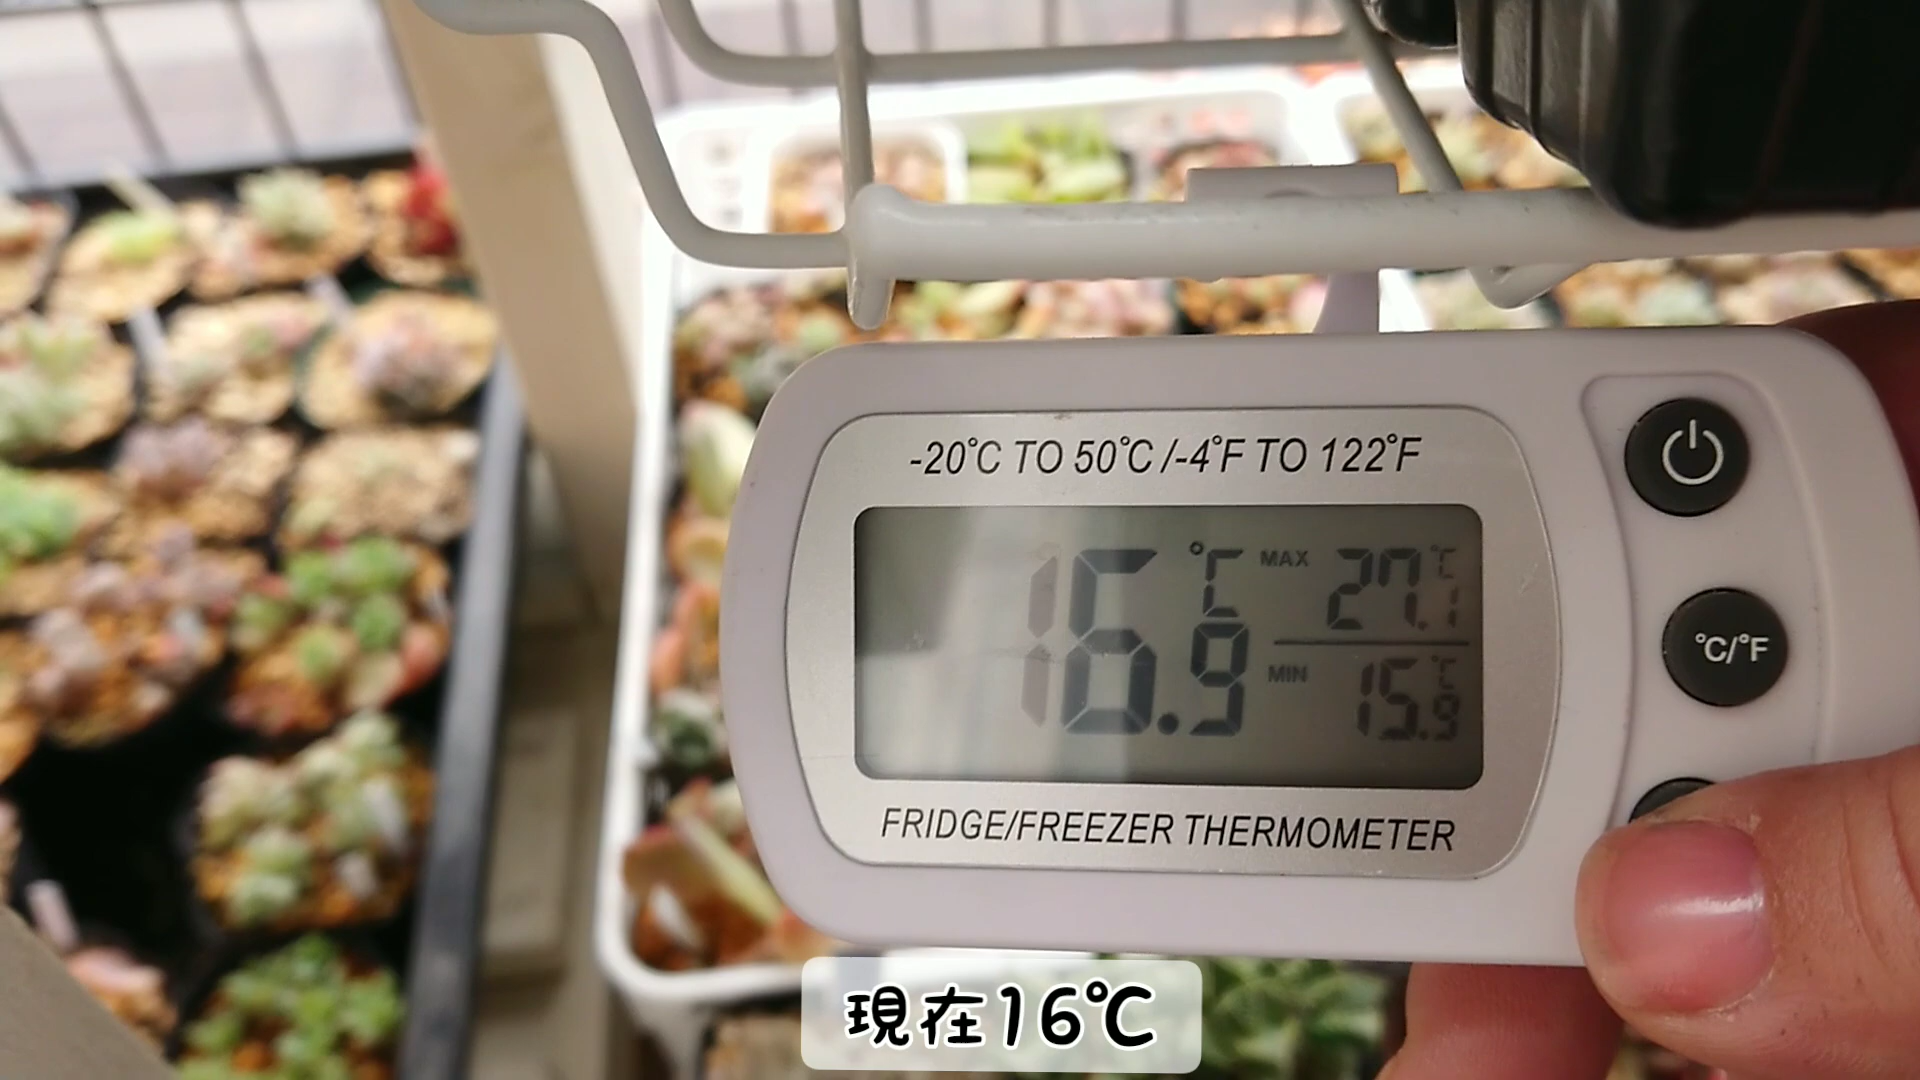 -20°C TO 50°C/-4°F TO 122°F
16.9 °C
MAX 27.1 °C
MIN 15.9 °C
°C/°F
FRIDGE/FREEZER THERMOMETER
現在16℃